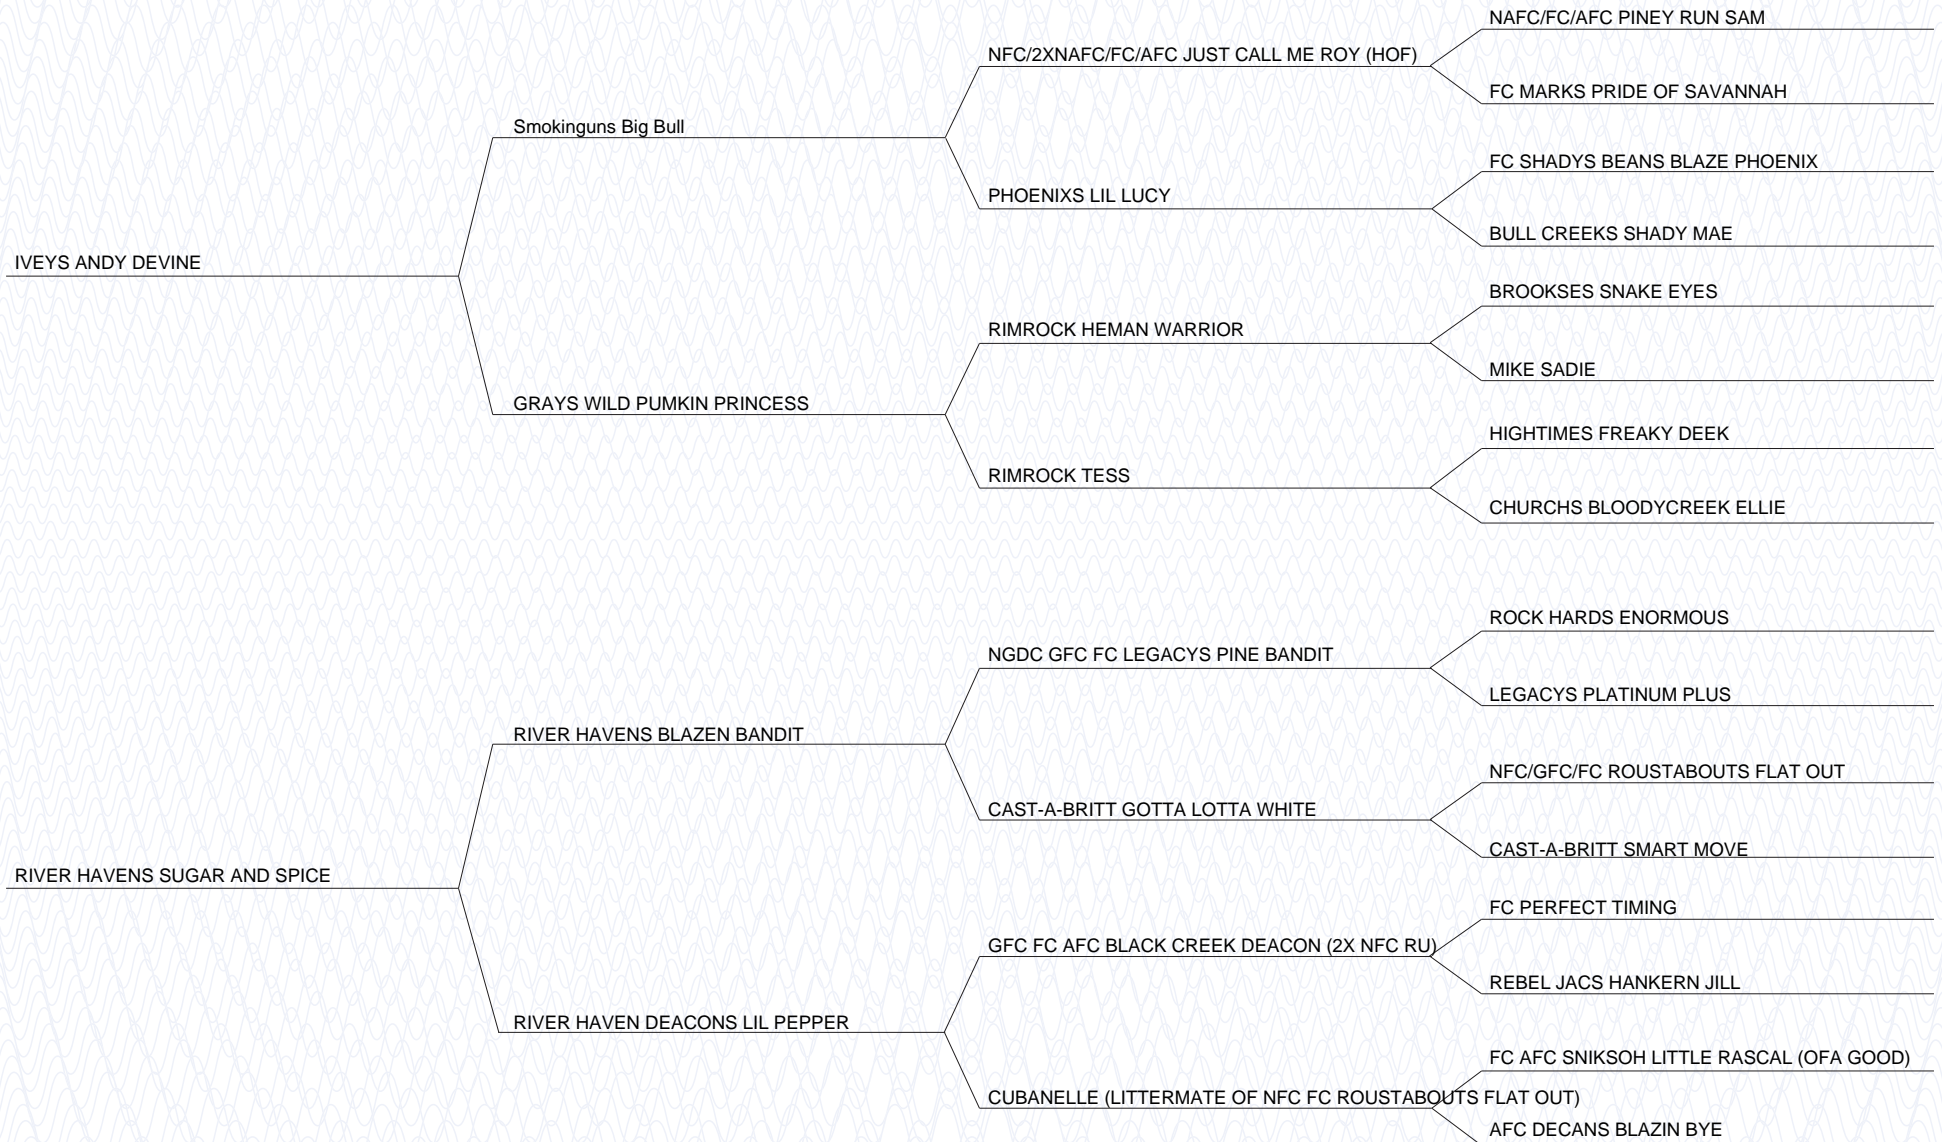 NAFC/FC/AFC PINEY RUN SAM
NFC/2XNAFC/FC/AFC JUST CALL ME ROY (HOF)
FC MARKS PRIDE OF SAVANNAH
Smokinguns Big Bull
FC SHADYS BEANS BLAZE PHOENIX
PHOENIXS LIL LUCY
BULL CREEKS SHADY MAE
IVEYS ANDY DEVINE
BROOKSES SNAKE EYES
RIMROCK HEMAN WARRIOR
MIKE SADIE
GRAYS WILD PUMKIN PRINCESS
HIGHTIMES FREAKY DEEK
RIMROCK TESS
CHURCHS BLOODYCREEK ELLIE
ROCK HARDS ENORMOUS
NGDC GFC FC LEGACYS PINE BANDIT
LEGACYS PLATINUM PLUS
RIVER HAVENS BLAZEN BANDIT
NFC/GFC/FC ROUSTABOUTS FLAT OUT
CAST-A-BRITT GOTTA LOTTA WHITE
CAST-A-BRITT SMART MOVE
RIVER HAVENS SUGAR AND SPICE
FC PERFECT TIMING
GFC FC AFC BLACK CREEK DEACON (2X NFC RU)
REBEL JACS HANKERN JILL
RIVER HAVEN DEACONS LIL PEPPER
FC AFC SNIKSOH LITTLE RASCAL (OFA GOOD)
CUBANELLE (LITTERMATE OF NFC FC ROUSTABOUTS FLAT OUT)
AFC DECANS BLAZIN BYE